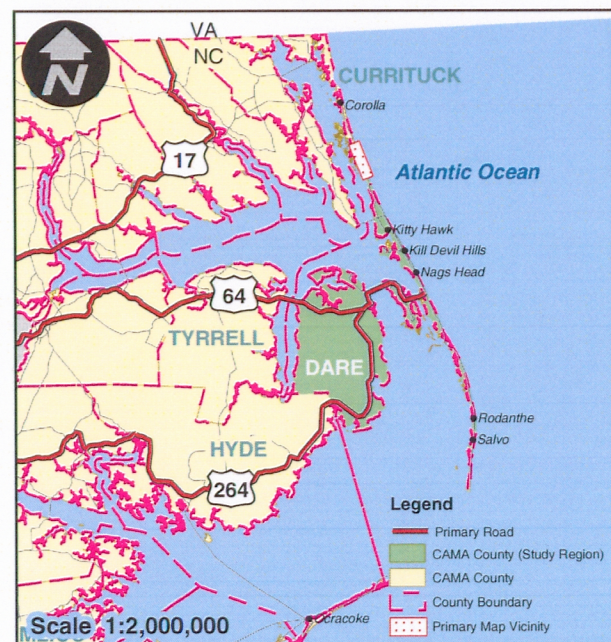 VA
NC
N
CURRITUCK
Corolla
17
Atlantic Ocean
Kitty Hawk
Kill Devil Hills
Nags Head
64
TYRRELL
DARE
HYDE
264
Rodanthe
Salvo
Legend
Primary Road
CAMA County (Study Region)
CAMA County
County Boundary
Primary Map Vicinity
Scale 1:2,000,000